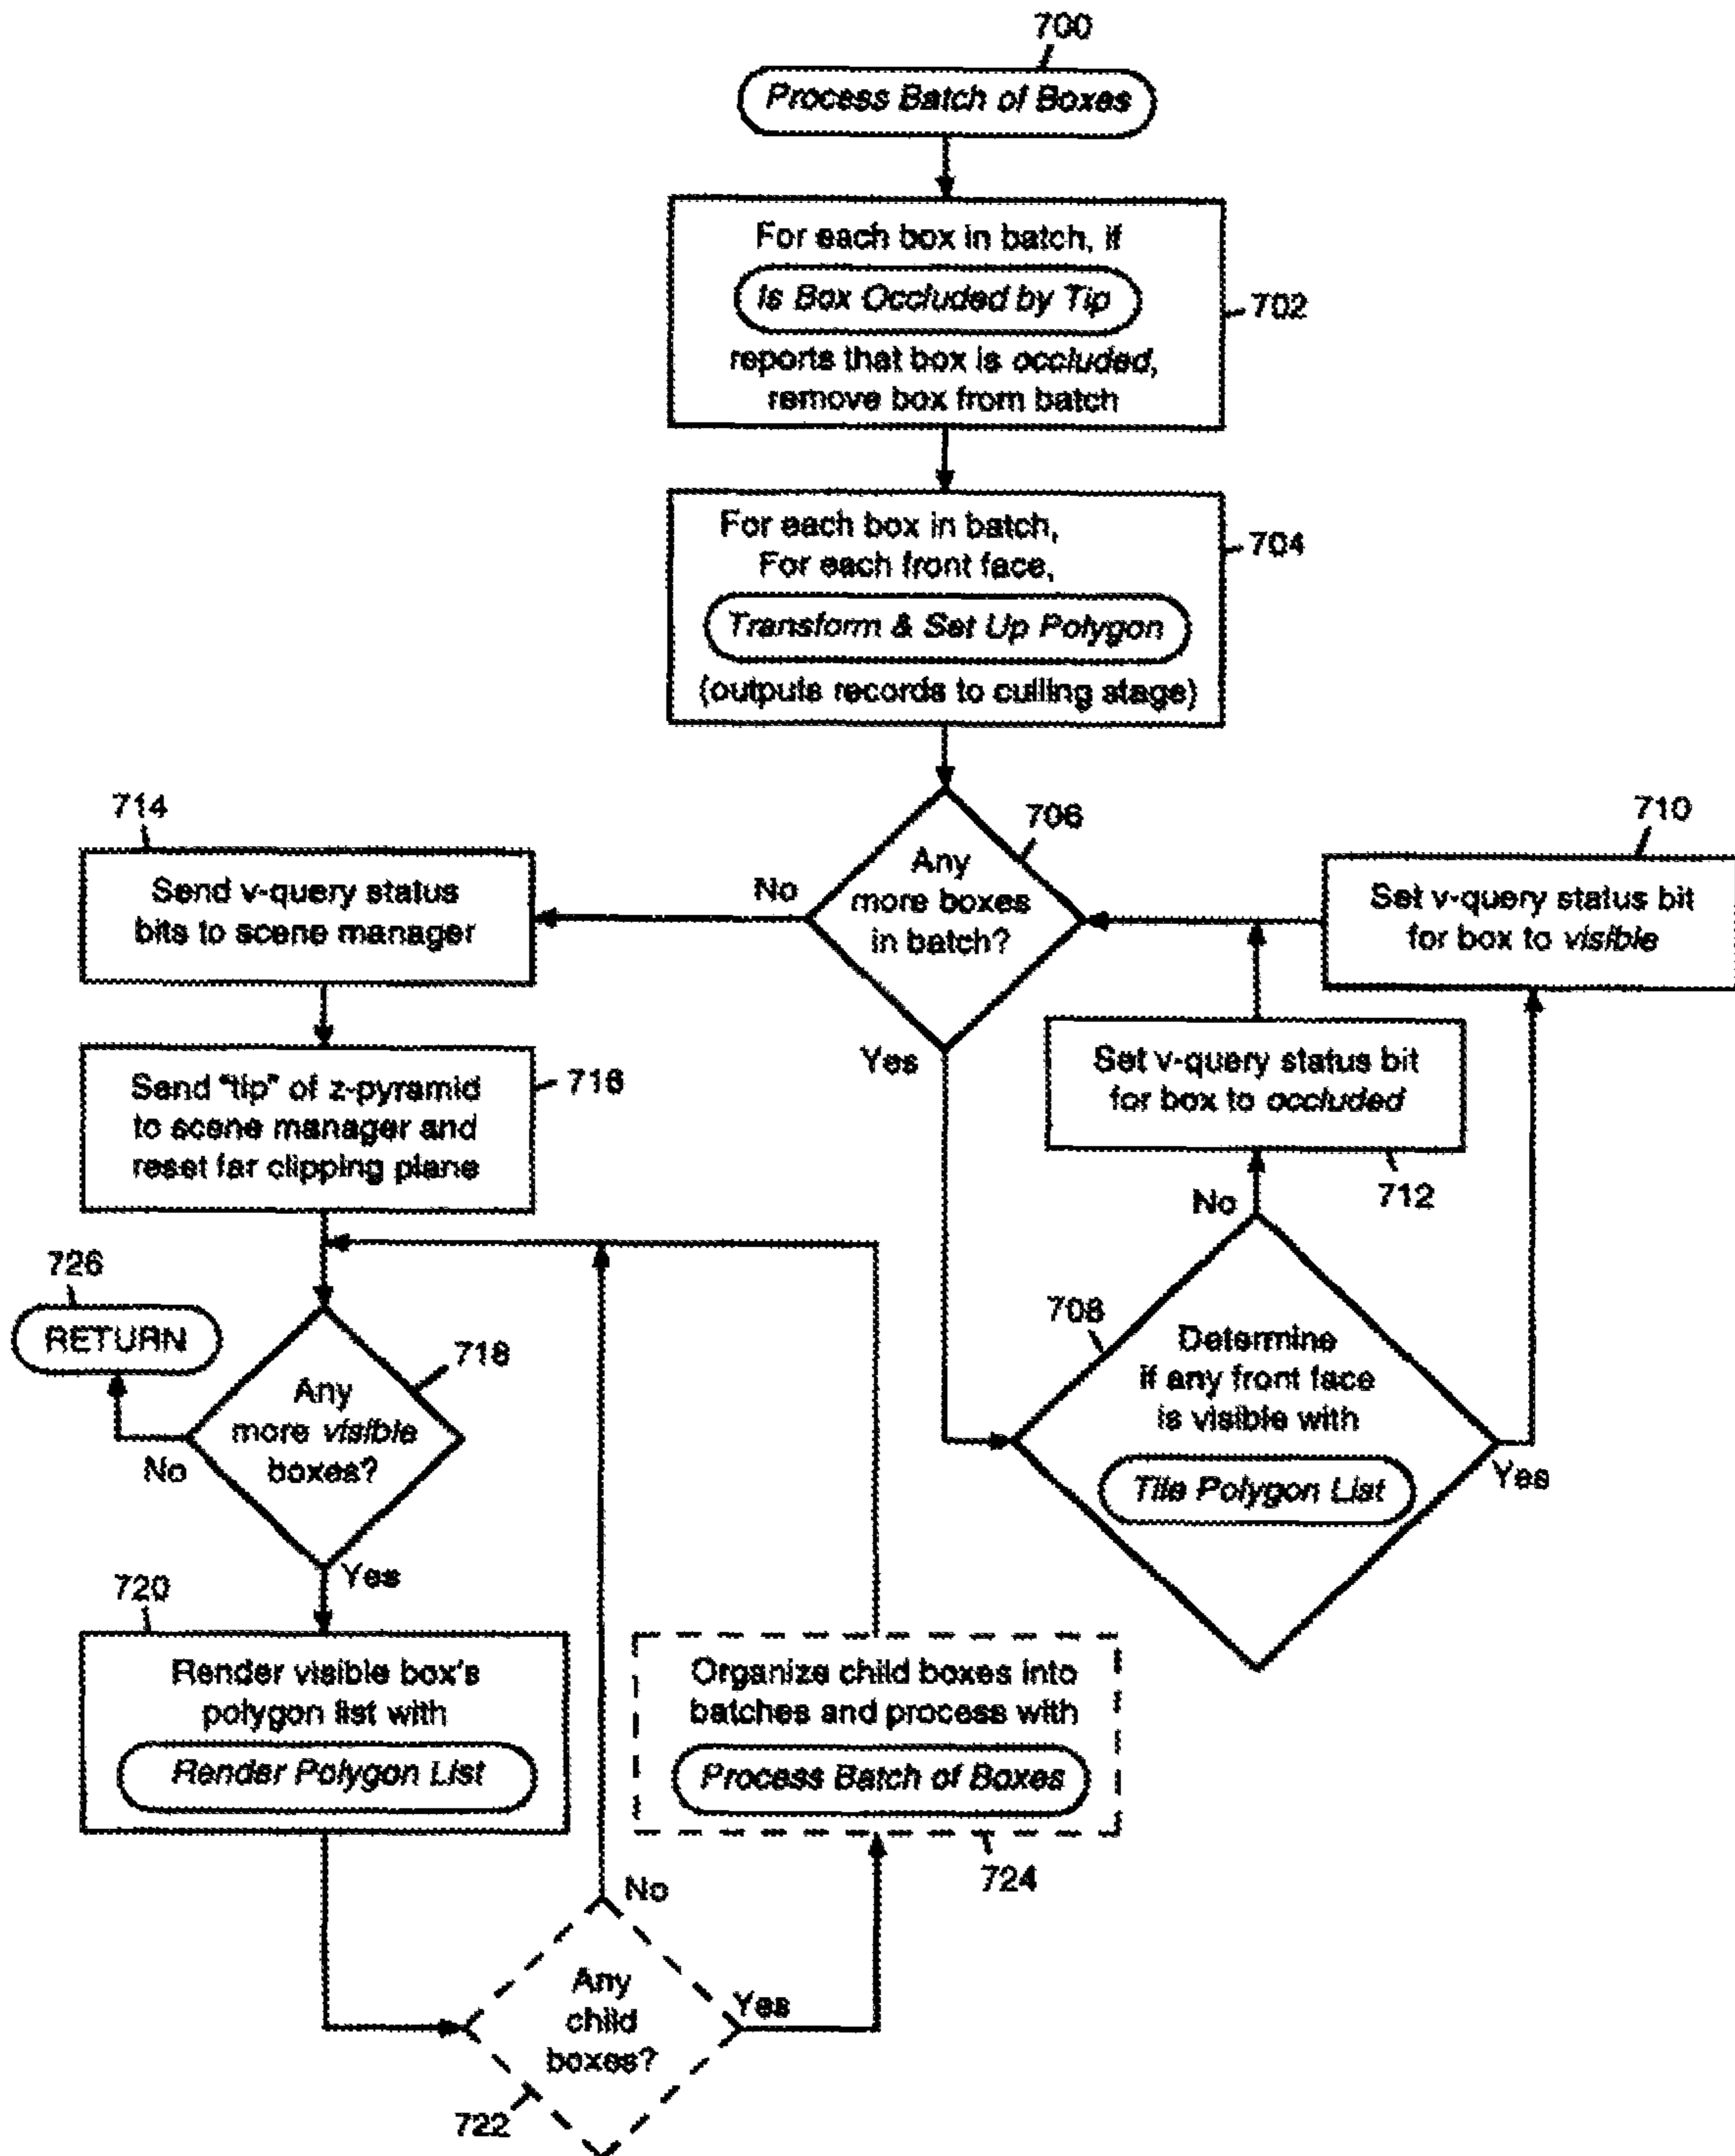 700
Process Batch of Boxes
For each box in batch, if
Is Box Occluded by Tip
702
reports that box is occluded,
remove box from batch
For each box in batch,
For each front face,
704
Transform & Set Up Polygon
(outputs records to culling stage)
714
706
710
Send v-query status
bits to scene manager
No
Any
more boxes
in batch?
Set v-query status bit
for box to visible
Yes
Send "tip" of z-pyramid
to scene manager and
reset far clipping plane
716
Set v-query status bit
for box to occluded
712
No
726
RETURN
718
Any
more visible
boxes?
No
Yes
708
Determine
if any front face
is visible with
Tile Polygon List
Yes
720
Render visible box's
polygon list with
Render Polygon List
Organize child boxes into
batches and process with
Process Batch of Boxes
724
No
Any
child
boxes?
Yes
722